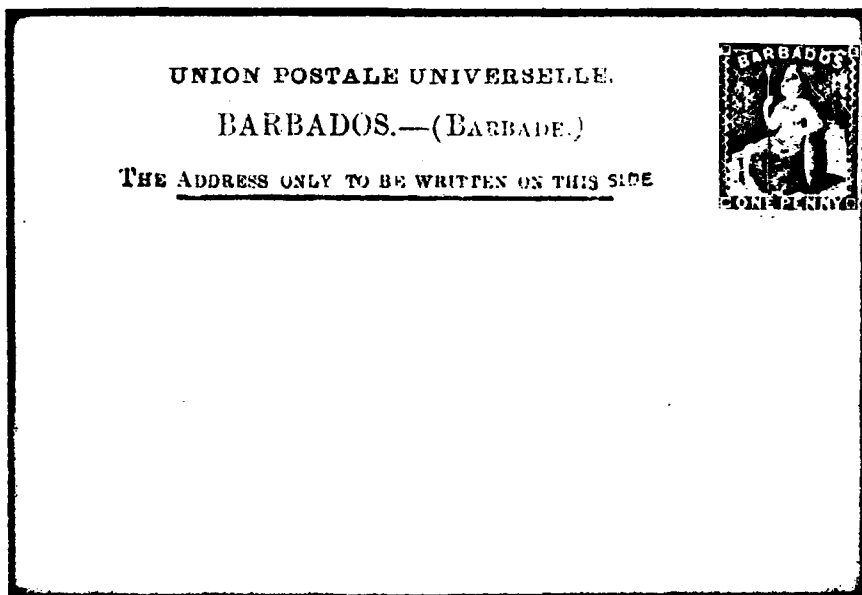 UNION POSTALE UNIVERSELLE.
BARBADOS.—(BARBADE.)
THE ADDRESS ONLY TO BE WRITTEN ON THIS SIDE
BARBADOS
ONE PENNY